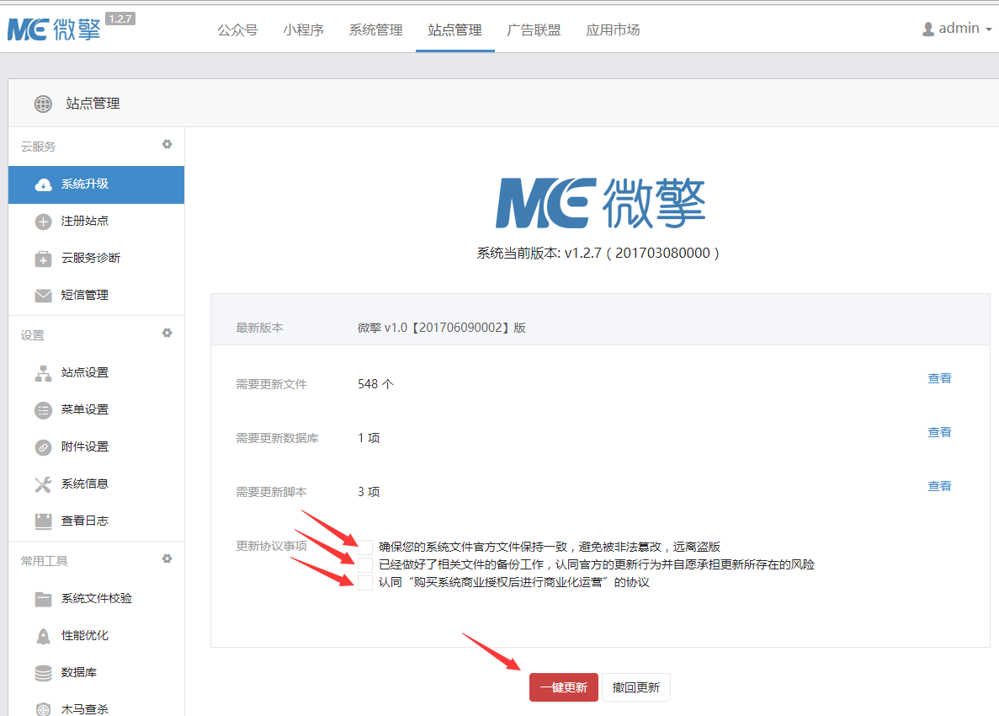 ME微擎 1.2.7
公众号 小程序 系统管理 站点管理 广告联盟 应用市场 admin
站点管理
云服务
系统升级
注册站点
云服务诊断
短信管理
设置
站点设置
菜单设置
附件设置
系统信息
查看日志
常用工具
系统文件校验
性能优化
数据库
木马查杀
ME微擎
系统当前版本: v1.2.7 ( 201703080000 )
最新版本 微擎 v1.0【201706090002】版
需要更新文件 548 个 查看
需要更新数据库 1 项 查看
需要更新脚本 3 项 查看
更新协议事项 确保您的系统文件官方文件保持一致，避免被非法篡改，远离盗版
已经做好了相关文件的备份工作，认同官方的更新行为并自愿承担更新所存在的风险
认同“购买系统商业授权后进行商业化运营”的协议
一键更新 撤回更新